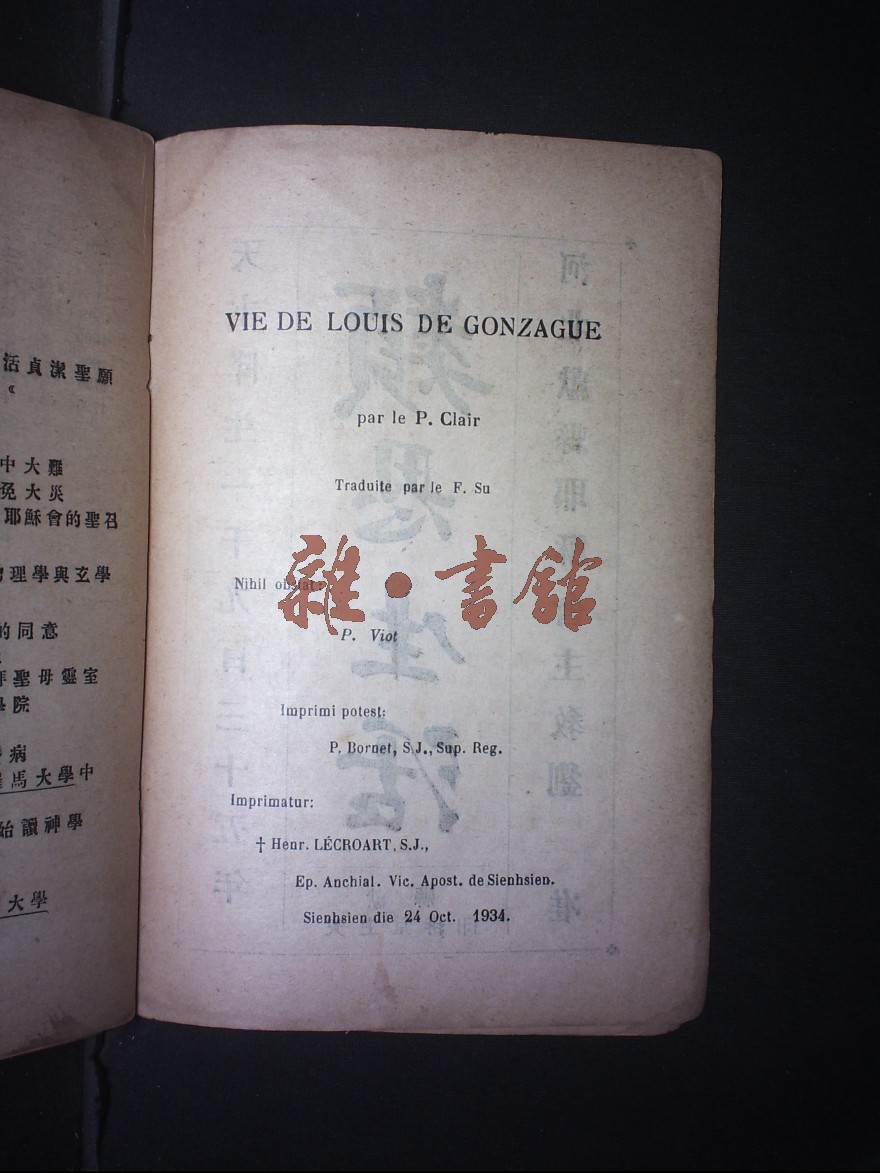 活貞潔聖願
«
中大難
免大災
耶穌會的聖召
理學與玄學
的同意
聖母靈室
學院
病
羅馬大學中
始讀神學
大學
VIE DE LOUIS DE GONZAGUE
par le P. Clair
Traduite par le F. Su
雜·書館
Nihil obstat:
P. Viot
Imprimi potest:
P. Bornet, S.J., Sup. Reg.
Imprimatur:
† Henr. LÉCROART, S.J.,
Ep. Anchial. Vic. Apost. de Sienhsien.
Sienhsien die 24 Oct. 1934.